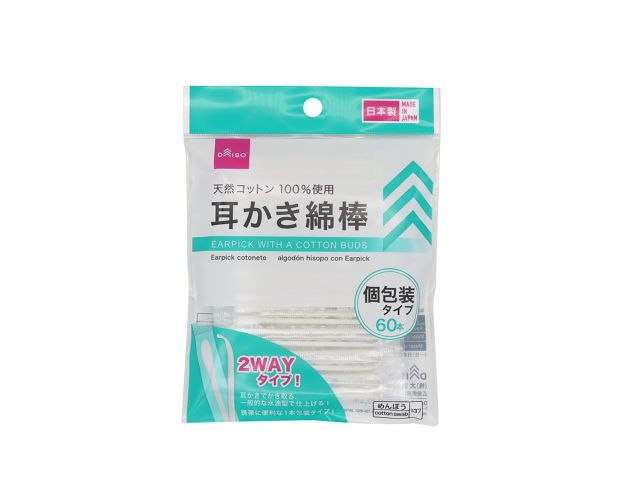 日本製
MADE
IN
JAPAN
DAISO
天然コットン 100%使用
耳かき綿棒
EARPICK WITH A COTTON BUDS
Earpick cotonete algodón hisopo con Earpick
個包装
タイプ
60本
2WAY
タイプ!
耳かきでかき取る、
一般的な水滴型で仕上げる!
携帯に便利な1本包装タイプ!
めんぼう
cotton swab